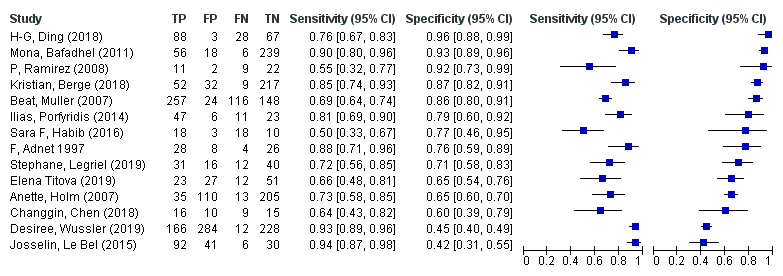 Study TP FP FN TN Sensitivity (95% CI) Specificity (95% CI) Sensitivity (95% CI) Specificity (95% CI)
H-G, Ding (2018) 88 3 28 67 0.76 [0.67, 0.83] 0.96 [0.88, 0.99]
Mona, Bafadhel (2011) 56 18 6 239 0.90 [0.80, 0.96] 0.93 [0.89, 0.96]
P, Ramirez (2008) 11 2 9 22 0.55 [0.32, 0.77] 0.92 [0.73, 0.99]
Kristian, Berge (2018) 52 32 9 217 0.85 [0.74, 0.93] 0.87 [0.82, 0.91]
Beat, Muller (2007) 257 24 116 148 0.69 [0.64, 0.74] 0.86 [0.80, 0.91]
Ilias, Porfyridis (2014) 47 6 11 23 0.81 [0.69, 0.90] 0.79 [0.60, 0.92]
Sara F, Habib (2016) 18 3 18 10 0.50 [0.33, 0.67] 0.77 [0.46, 0.95]
F, Adnet 1997 28 8 4 26 0.88 [0.71, 0.96] 0.76 [0.59, 0.89]
Stephane, Legriel (2019) 31 16 12 40 0.72 [0.56, 0.85] 0.71 [0.58, 0.83]
Elena Titova (2019) 23 27 12 51 0.66 [0.48, 0.81] 0.65 [0.54, 0.76]
Anette, Holm (2007) 35 110 13 205 0.73 [0.58, 0.85] 0.65 [0.60, 0.70]
Changgin, Chen (2018) 16 10 9 15 0.64 [0.43, 0.82] 0.60 [0.39, 0.79]
Desiree, Wussler (2019) 166 284 12 228 0.93 [0.89, 0.96] 0.45 [0.40, 0.49]
Josselin, Le Bel (2015) 92 41 6 30 0.94 [0.87, 0.98] 0.42 [0.31, 0.55]
0 0.2 0.4 0.6 0.8 1 0 0.2 0.4 0.6 0.8 1